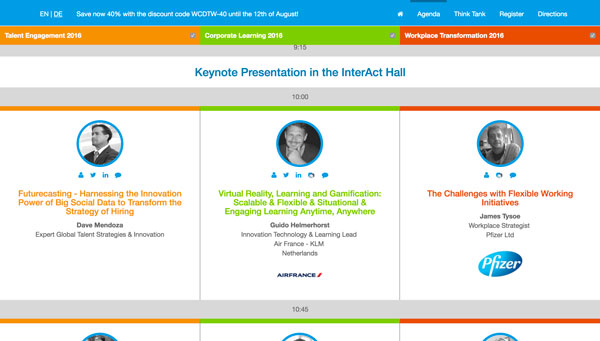 EN | DE
Save now 40% with the discount code WCDTW-40 until the 12th of August!
Agenda
Think Tank
Register
Directions
Talent Engagement 2016
Corporate Learning 2016
Workplace Transformation 2016
9:15
Keynote Presentation in the InterAct Hall
10:00
Futurecasting - Harnessing the Innovation
Power of Big Social Data to Transform the
Strategy of Hiring
Dave Mendoza
Expert Global Talent Strategies & Innovation
Virtual Reality, Learning and Gamification:
Scalable & Flexible & Situational &
Engaging Learning Anytime, Anywhere
Guido Helmerhorst
Innovation Technology & Learning Lead
Air France - KLM
Netherlands
AIRFRANCE
The Challenges with Flexible Working
Initiatives
James Tysoe
Workplace Strategist
Pfizer Ltd
Pfizer
10:45